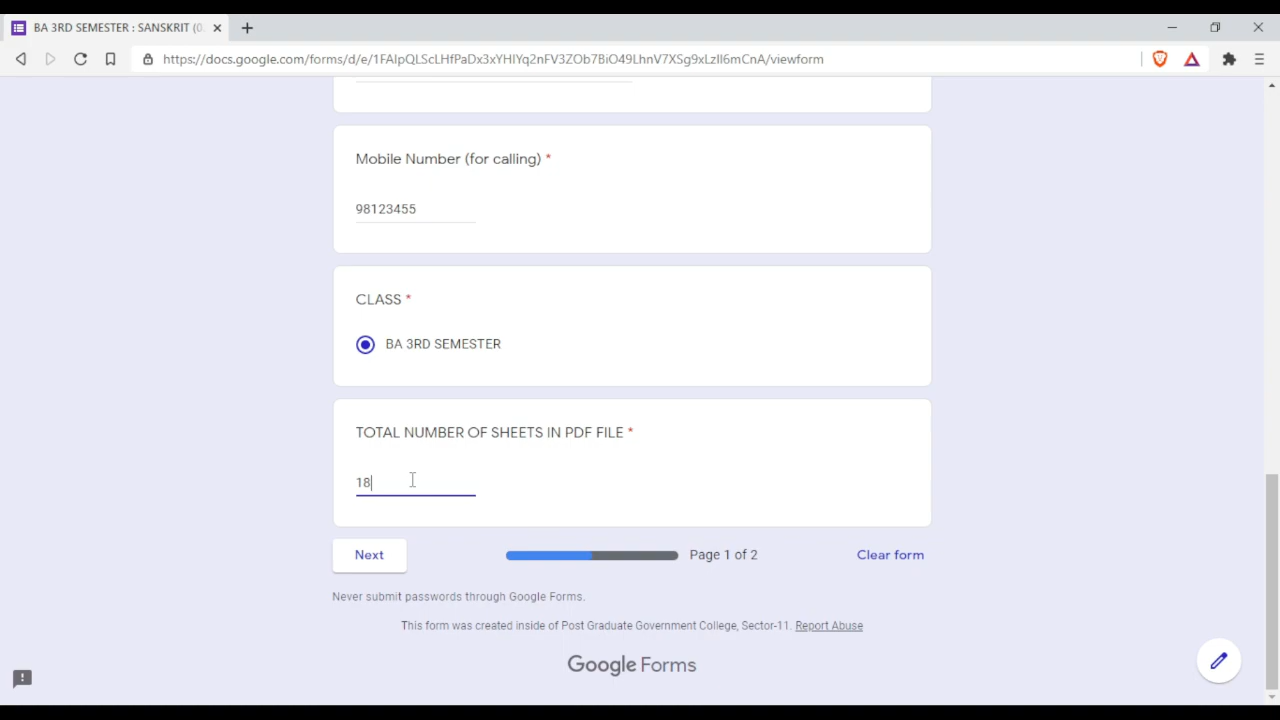 BA 3RD SEMESTER : SANSKRIT (0
https://docs.google.com/forms/d/e/1FAIpQLScLHfPaDx3xYHIYq2nFV3ZOb7BiO49LhnV7XSg9xLzII6mCnA/viewform
Mobile Number (for calling) *
98123455
CLASS *
BA 3RD SEMESTER
TOTAL NUMBER OF SHEETS IN PDF FILE *
18
Next
Page 1 of 2
Clear form
Never submit passwords through Google Forms.
This form was created inside of Post Graduate Government College, Sector-11. Report Abuse
Google Forms